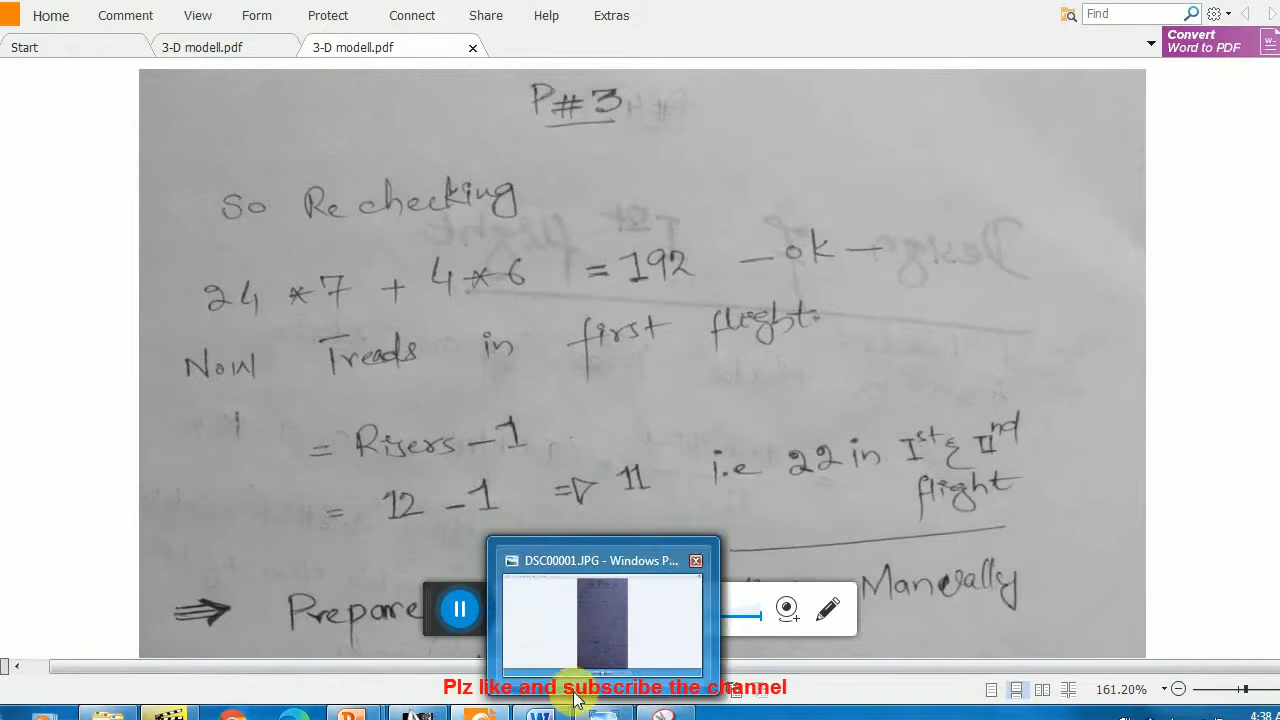 Home Comment View Form Protect Connect Share Help Extras
Find
Convert
Word to PDF
Start 3-D modell.pdf 3-D modell.pdf
P#3
So Rechecking
24 *7 + 4*6 = 192 — ok —
Now Treads in first flight:
= Risers -1
= 12 -1 => 11 i.e 22 in Ist & IInd
flight
DSC00001.JPG - Windows P...
=> Prepare Manually
Plz like and subscribe the channel
161.20%